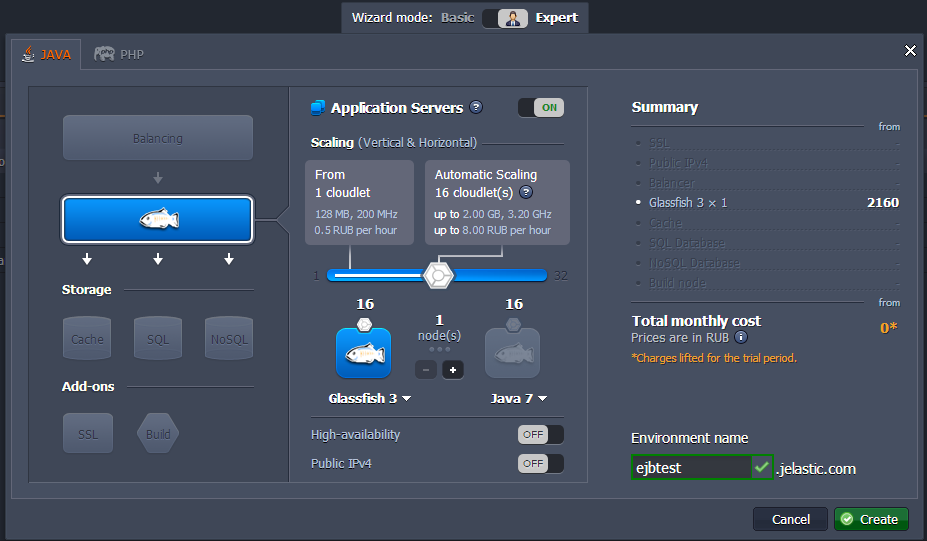 Wizard mode: Basic Expert
JAVA PHP
Balancing
Storage
Cache SQL NoSQL
Add-ons
SSL Build
Application Servers ? ON
Scaling (Vertical & Horizontal)
From
1 cloudlet
128 MB, 200 MHz
0.5 RUB per hour
Automatic Scaling
16 cloudlet(s) ?
up to 2.00 GB, 3.20 GHz
up to 8.00 RUB per hour
1 32
16 1 16
node(s)
- +
Glassfish 3 Java 7
High-availability OFF
Public IPv4 OFF
Summary
from
SSL -
Public IPv4 -
Balancer -
Glassfish 3 × 1 2160
Cache -
SQL Database -
NoSQL Database -
Build node -
from
Total monthly cost 0*
Prices are in RUB i
*Charges lifted for the trial period.
Environment name
ejbtest .jelastic.com
Cancel Create